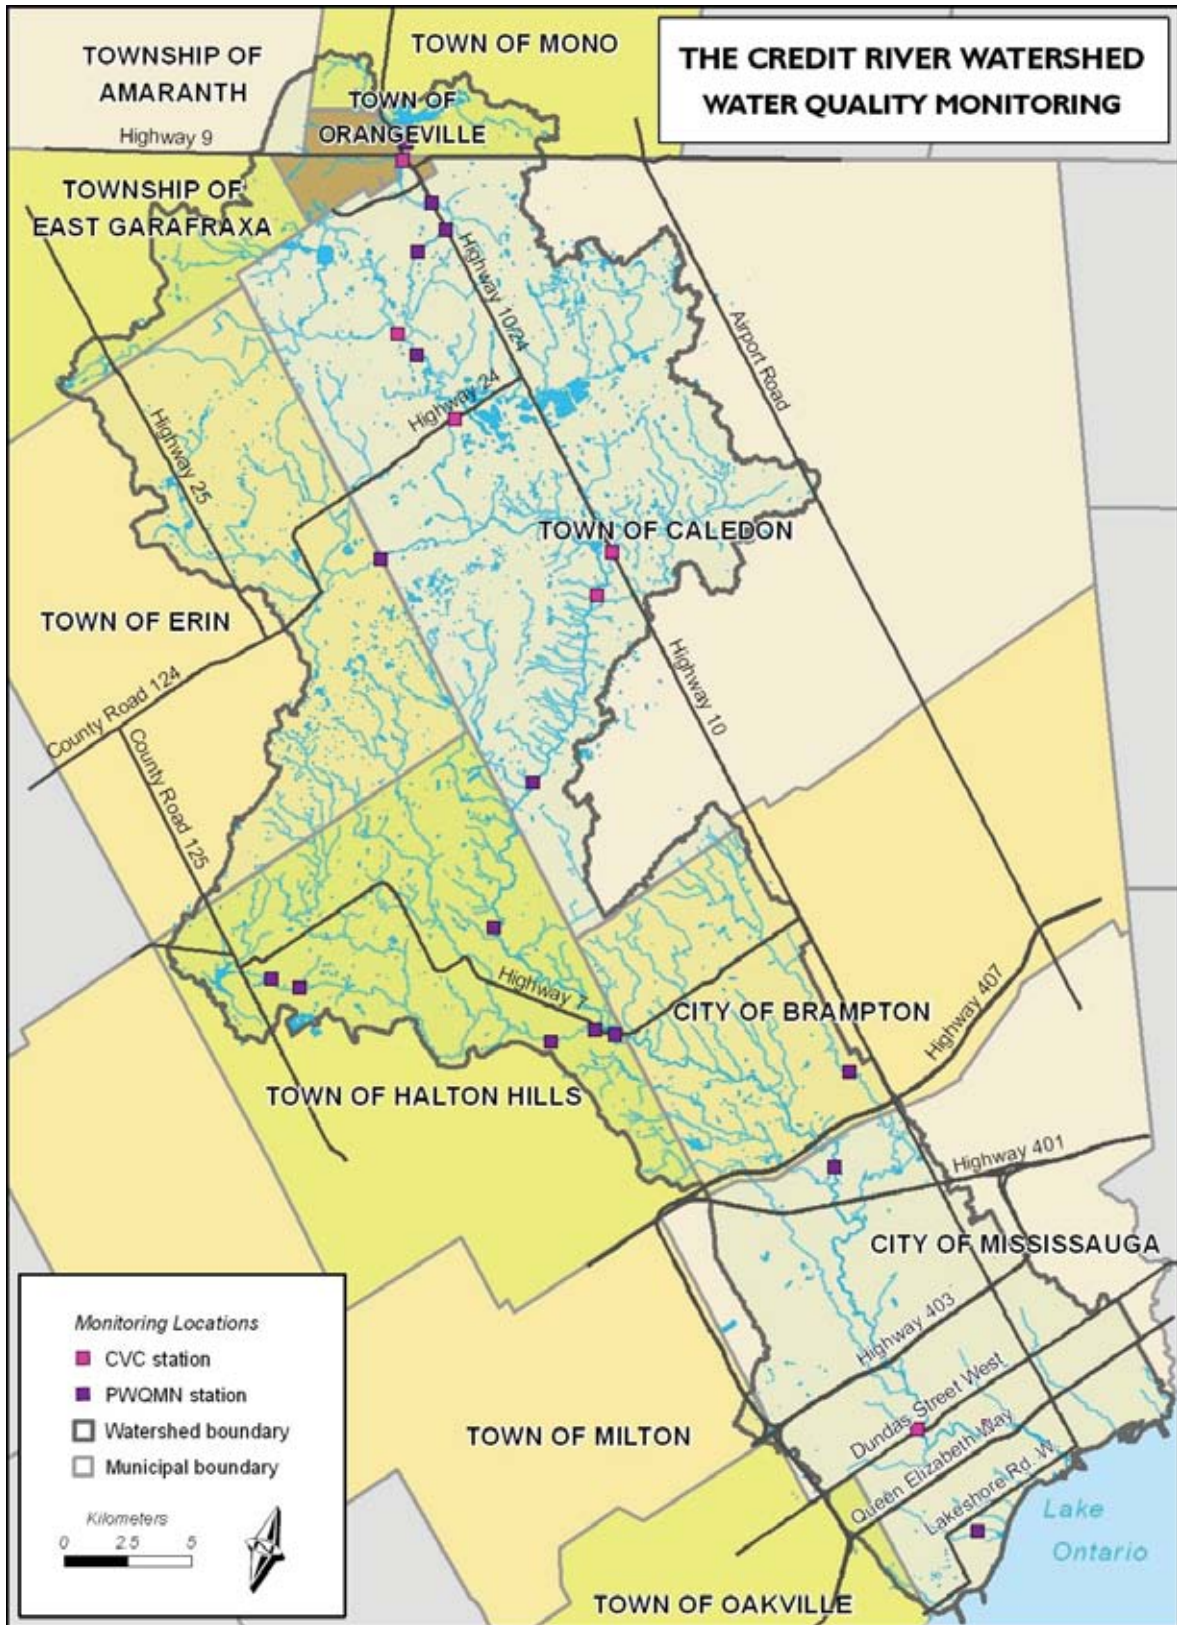 THE CREDIT RIVER WATERSHED
WATER QUALITY MONITORING
TOWNSHIP OF
AMARANTH
TOWN OF MONO
TOWN OF
ORANGEVILLE
Highway 9
TOWNSHIP OF
EAST GARAFRAXA
Highway 10/24
Airport Road
Highway 24
Highway 25
TOWN OF CALEDON
TOWN OF ERIN
County Road 124
Highway 10
County Road 125
Highway 7
CITY OF BRAMPTON
Highway 407
TOWN OF HALTON HILLS
Highway 401
CITY OF MISSISSAUGA
Highway 403
Dundas Street West
TOWN OF MILTON
Queen Elizabeth Way
Lakeshore Rd. W.
Lake
Ontario
TOWN OF OAKVILLE
Monitoring Locations
CVC station
PWQMN station
Watershed boundary
Municipal boundary
Kilometers
0 2.5 5